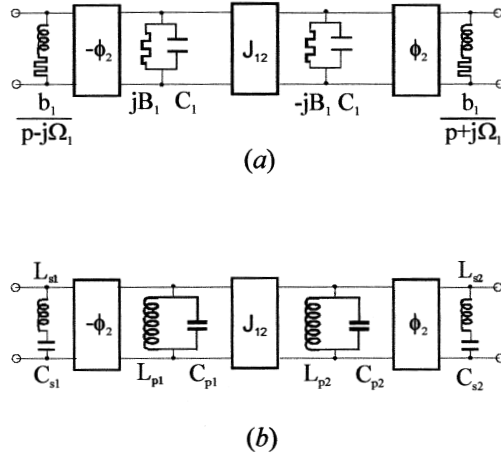 -ϕ₂ J₁₂ ϕ₂
b₁ jB₁ C₁ -jB₁ C₁ b₁
p-jΩ₁ p+jΩ₁
(a)
Lₛ₁ Lₛ₂
-ϕ₂ J₁₂ ϕ₂
Cₛ₁ Lₚ₁ Cₚ₁ Lₚ₂ Cₚ₂ Cₛ₂
(b)